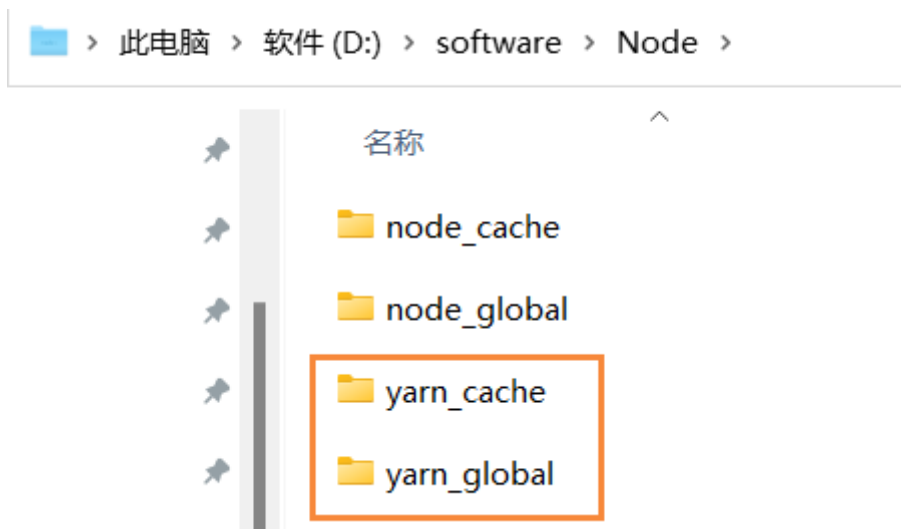 此电脑 > 软件 (D:) > software > Node >
名称
node_cache
node_global
yarn_cache
yarn_global